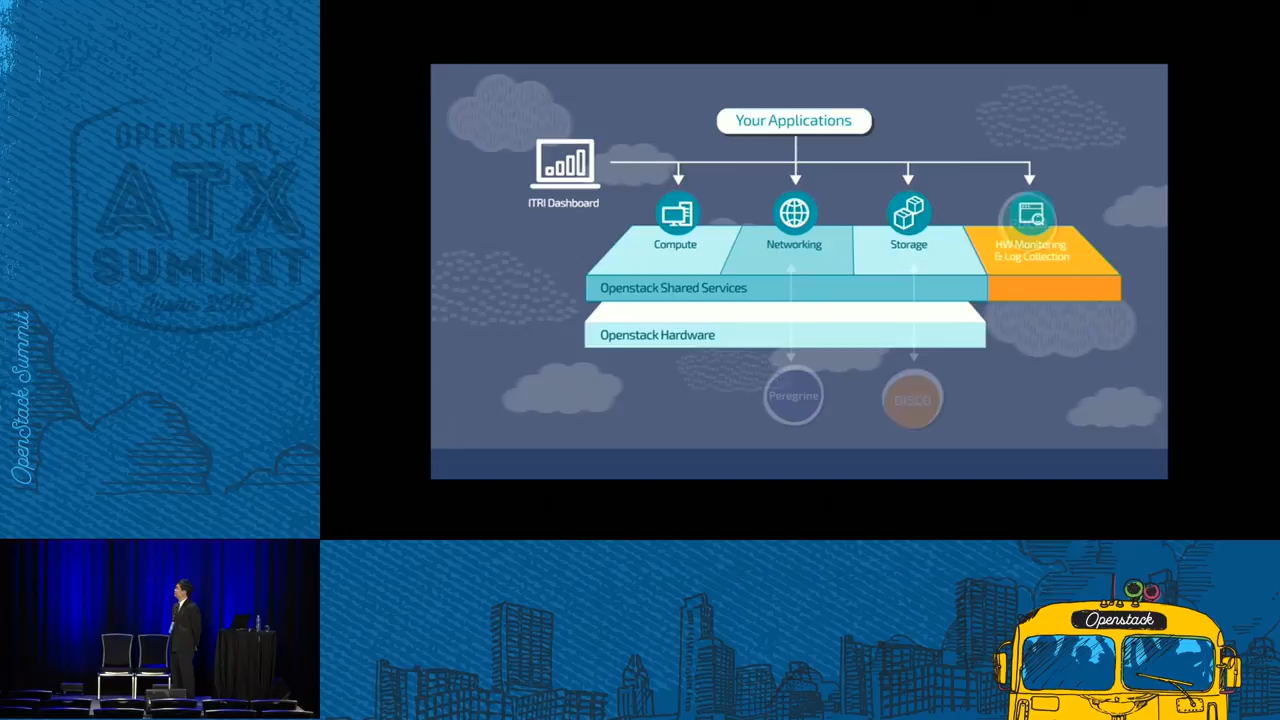 OPENSTACK
ATX
SUMMIT
OpenStack Summit
Your Applications
ITRI Dashboard
Compute
Networking
Storage
HW Monitoring
& Log Collection
Openstack Shared Services
Openstack Hardware
Peregrine
DISCO
Openstack